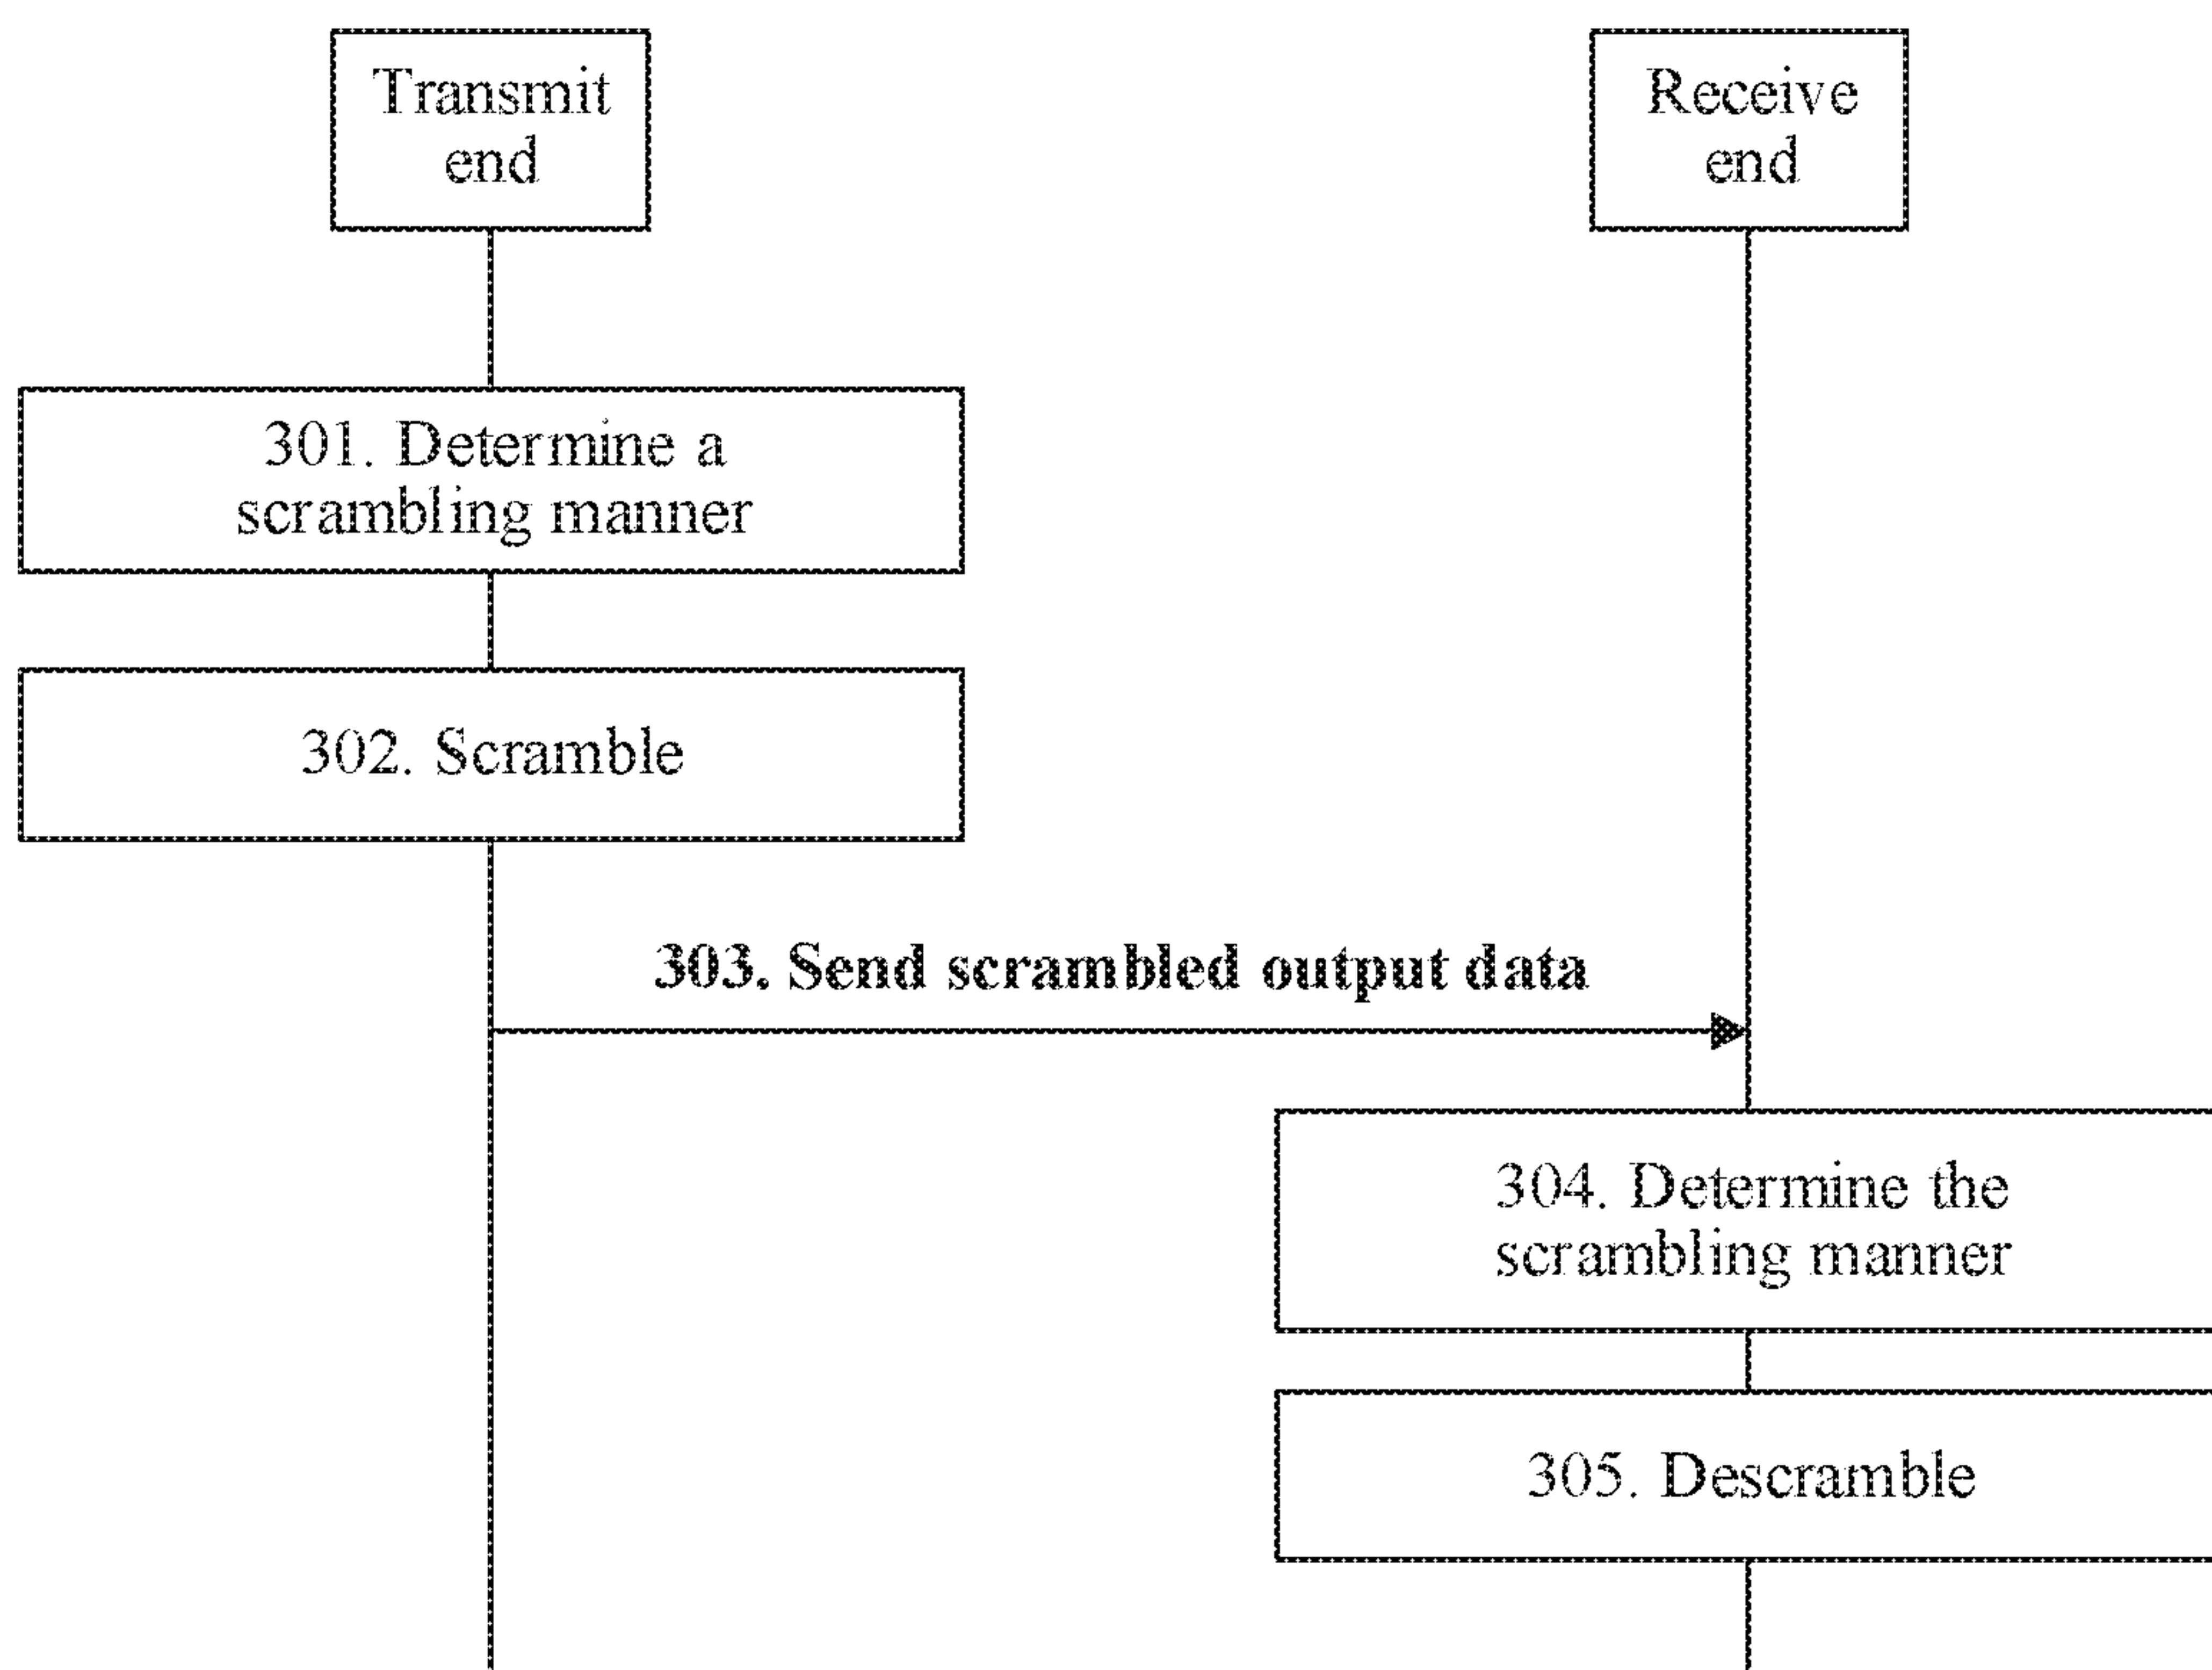 Transmit
end
Receive
end
301. Determine a
scrambling manner
302. Scramble
303. Send scrambled output data
304. Determine the
scrambling manner
305. Descramble